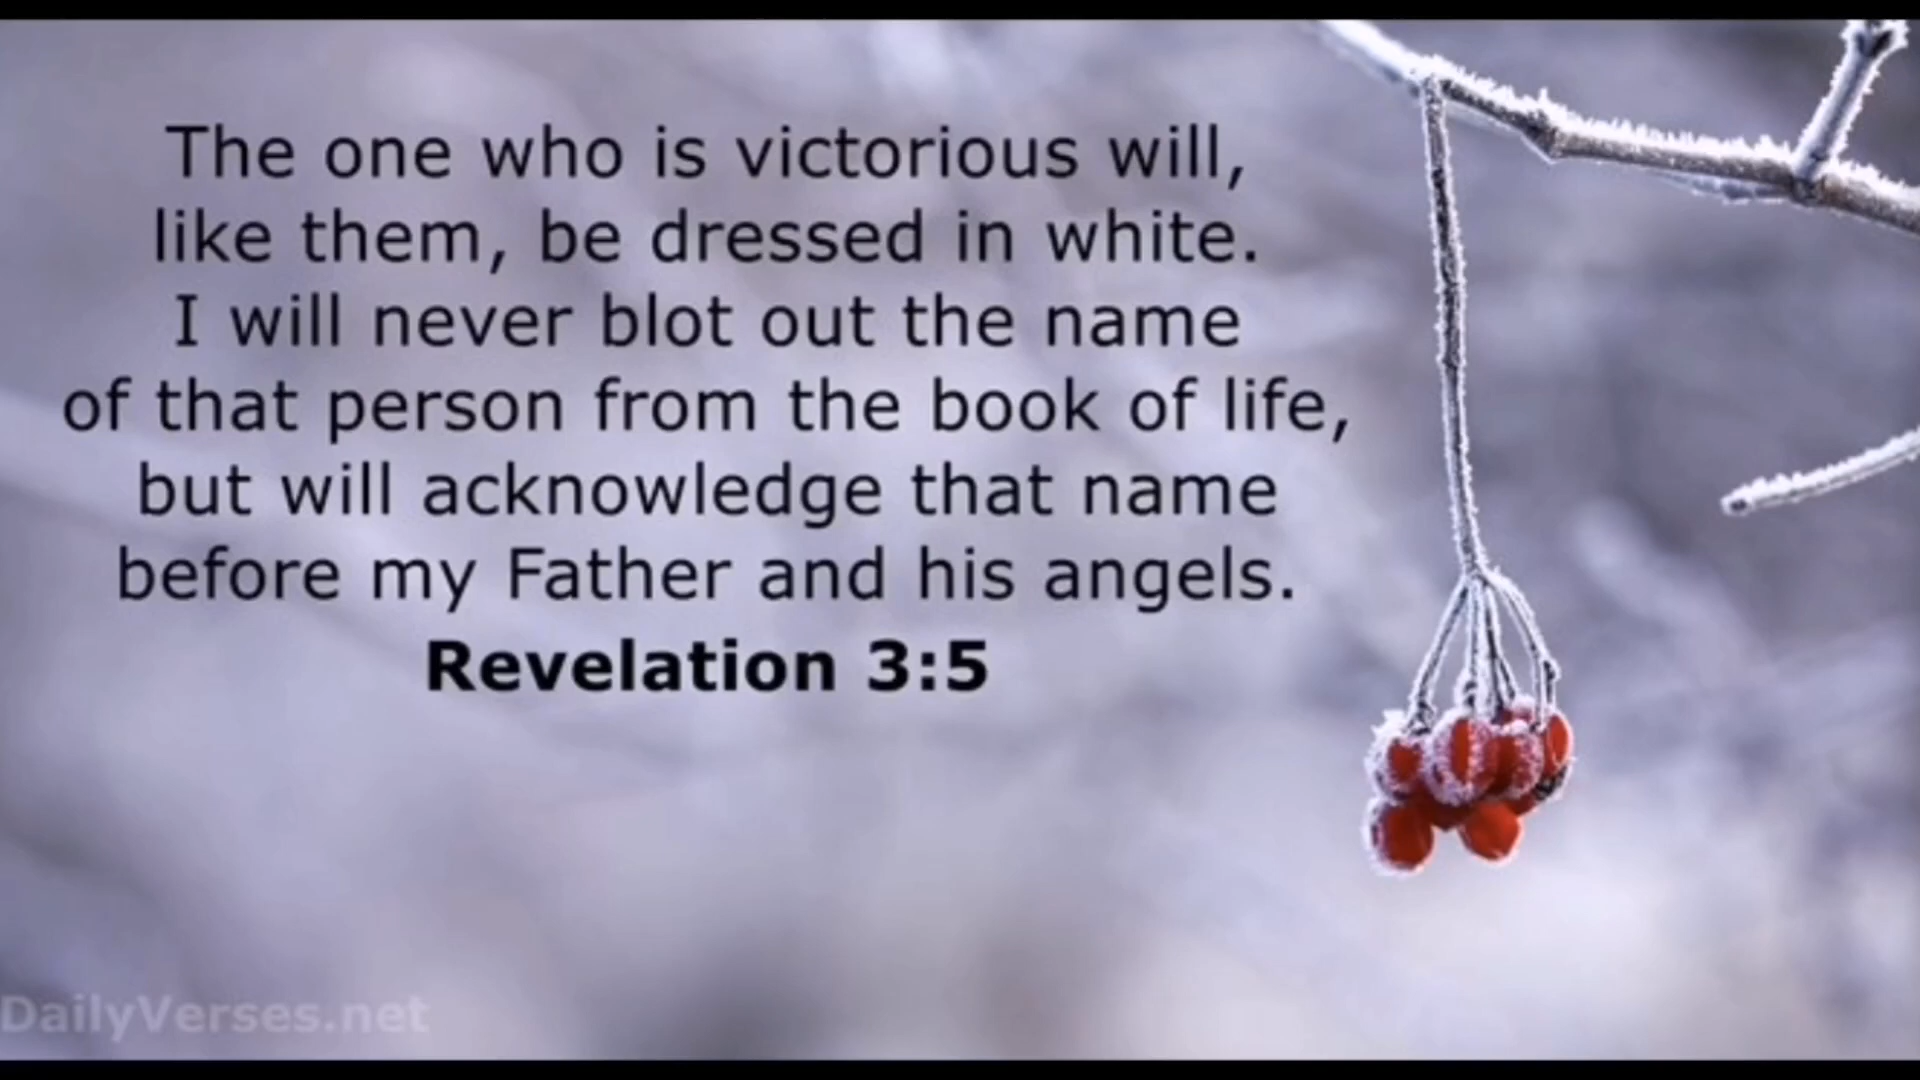 The one who is victorious will,
like them, be dressed in white.
I will never blot out the name
of that person from the book of life,
but will acknowledge that name
before my Father and his angels.
Revelation 3:5
DailyVerses.net